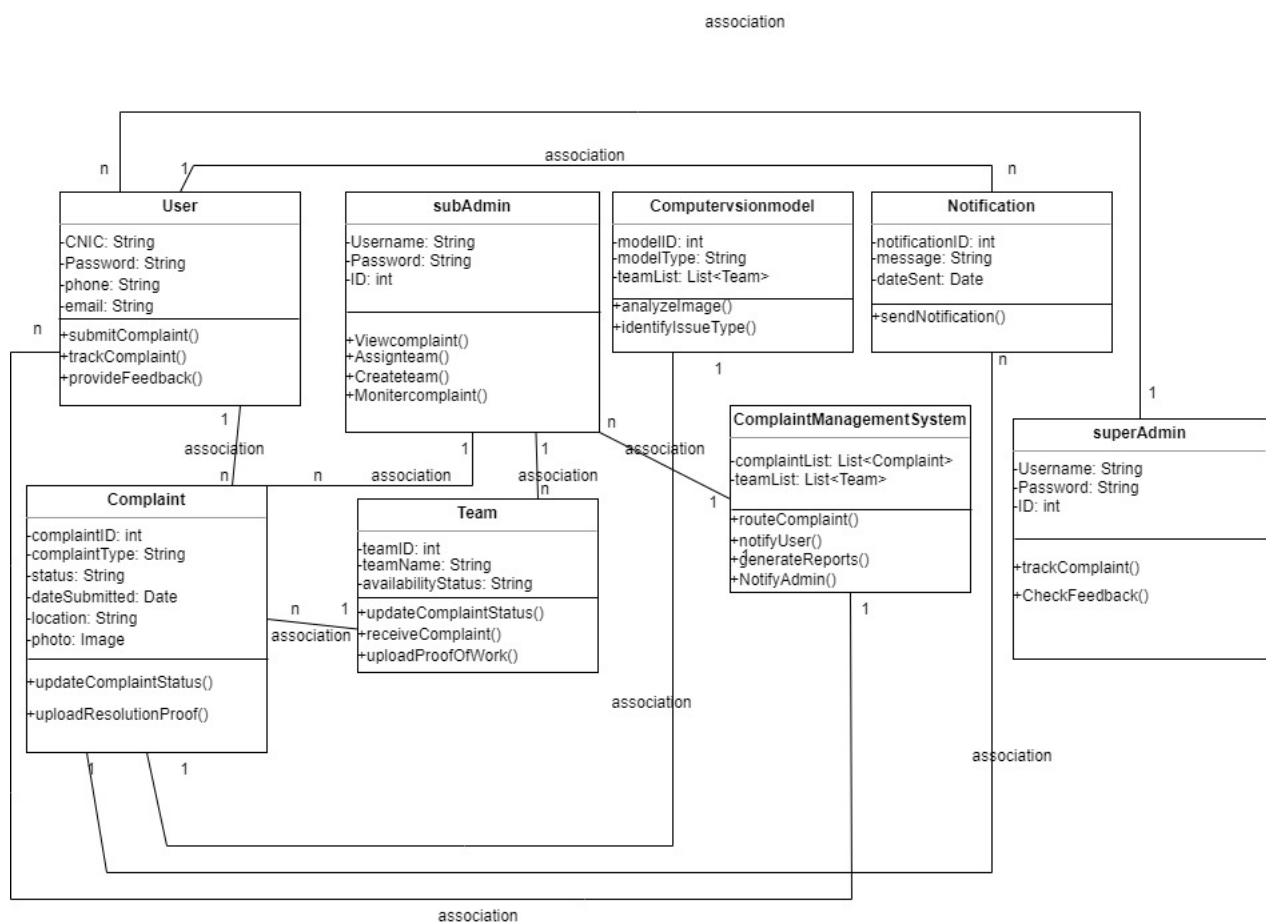 association
association
n
1
n
User
-CNIC: String
-Password: String
-phone: String
-email: String
+submitComplaint()
+trackComplaint()
+provideFeedback()
subAdmin
-Username: String
-Password: String
-ID: int
+Viewcomplaint()
+Assignteam()
+Createteam()
+Monitercomplaint()
Computervsionmodel
-modelID: int
-modelType: String
-teamList: List<Team>
+analyzeImage()
+identifyIssueType()
Notification
-notificationID: int
-message: String
-dateSent: Date
+sendNotification()
n
1
n
1
1
association
n
n
association
1
1
association
n
n
association
1
ComplaintManagementSystem
-complaintList: List<Complaint>
-teamList: List<Team>
+routeComplaint()
+notifyUser()
1
+generateReports()
+NotifyAdmin()
1
superAdmin
-Username: String
-Password: String
-ID: int
+trackComplaint()
+CheckFeedback()
Complaint
-complaintID: int
-complaintType: String
-status: String
-dateSubmitted: Date
-location: String
-photo: Image
+updateComplaintStatus()
+uploadResolutionProof()
n
1
association
Team
-teamID: int
-teamName: String
-availabilityStatus: String
+updateComplaintStatus()
+receiveComplaint()
+uploadProofOfWork()
association
association
1
1
association